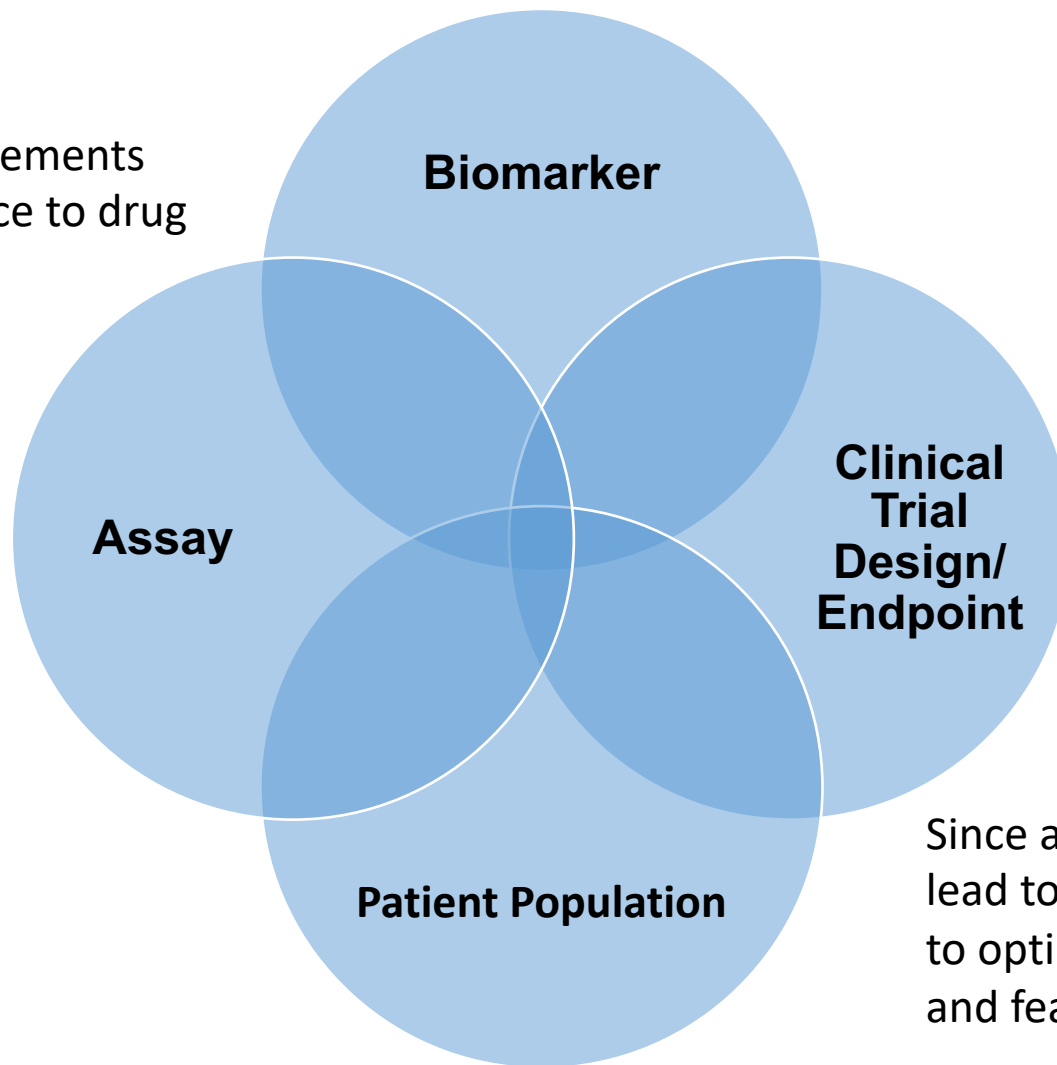 ements
ce to drug
Biomarker
Assay
Clinical
Trial
Design/
Endpoint
Patient Population
Since a
lead to
to opti
and fea